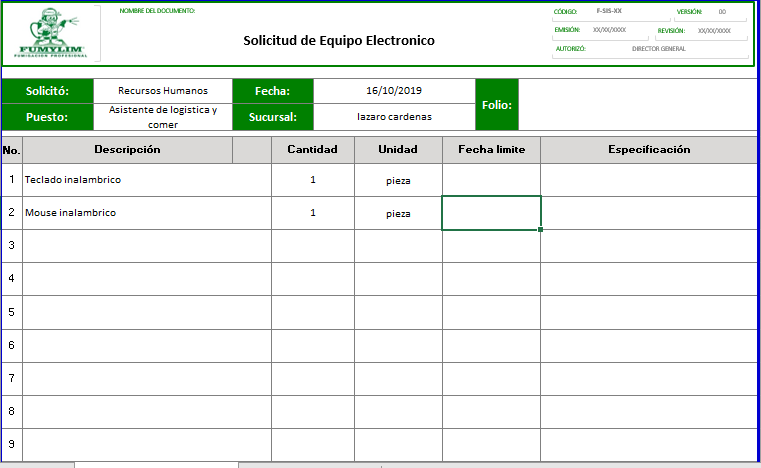 FUMYLIM
FUMIGACION PROFESIONAL
NOMBRE DEL DOCUMENTO:
Solicitud de Equipo Electronico
CÓDIGO: F-SIS-XX VERSIÓN: 00
EMISIÓN: XX/XX/XXXX REVISIÓN: XX/XX/XXXX
AUTORIZÓ: DIRECTOR GENERAL
Solicitó: Recursos Humanos Fecha: 16/10/2019 Folio:
Puesto: Asistente de logistica y
comer Sucursal: lazaro cardenas
No. Descripción Cantidad Unidad Fecha limite Especificación
1 Teclado inalambrico 1 pieza
2 Mouse inalambrico 1 pieza
3
4
5
6
7
8
9